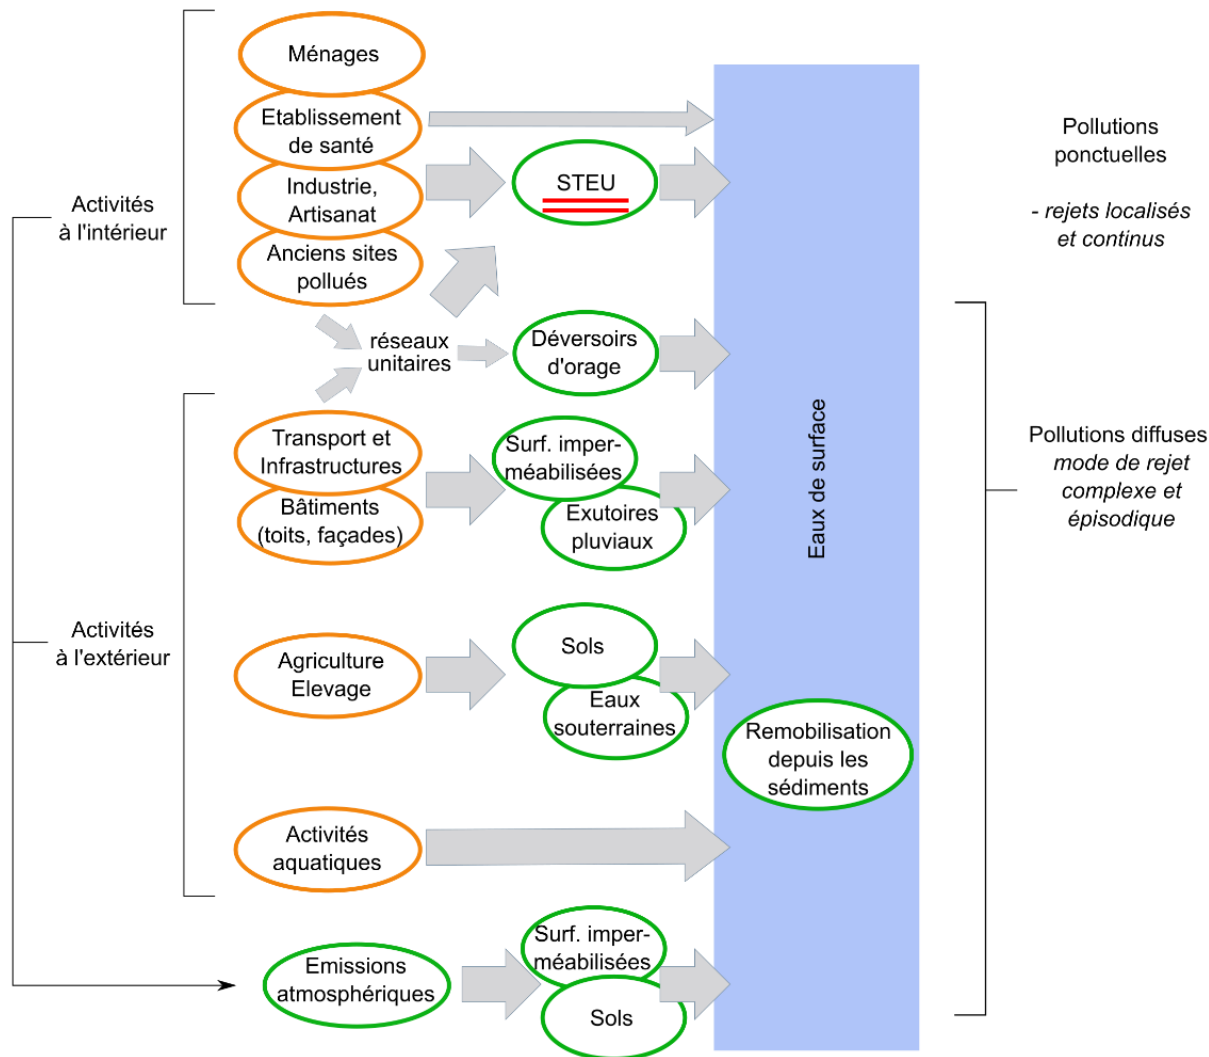 Ménages
Etablissement
de santé
Industrie,
Artisanat
Anciens sites
pollués
Activités
à l'intérieur
STEU
Pollutions
ponctuelles
- rejets localisés
et continus
réseaux
unitaires
Déversoirs
d'orage
Transport et
Infrastructures
Bâtiments
(toits, façades)
Surf. imper-
méabilisées
Exutoires
pluviaux
Eaux de surface
Pollutions diffuses
mode de rejet
complexe et
épisodique
Activités
à l'extérieur
Agriculture
Elevage
Sols
Eaux
souterraines
Remobilisation
depuis les
sédiments
Activités
aquatiques
Emissions
atmosphériques
Surf. imper-
méabilisées
Sols